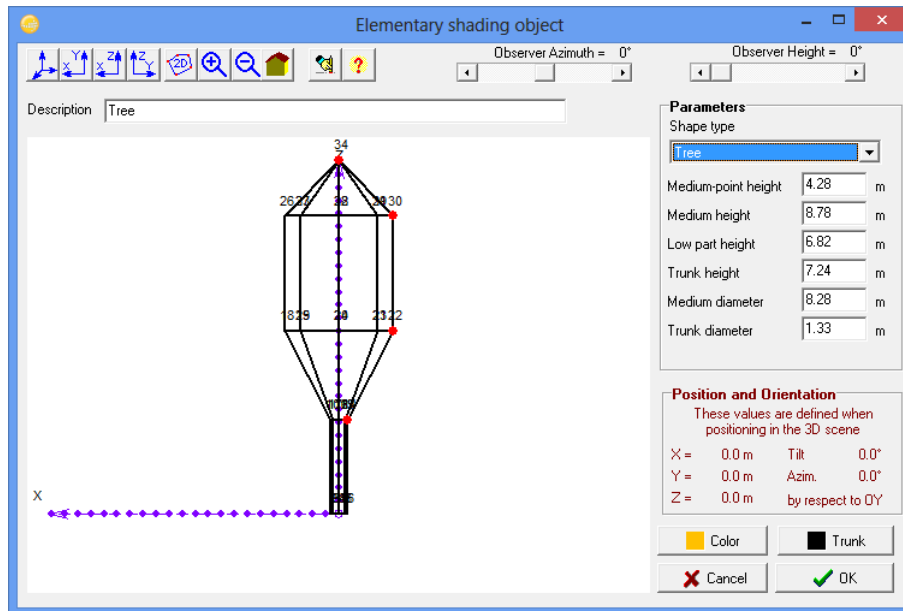 Elementary shading object
Observer Azimuth = 0°
Observer Height = 0°
Y
X
Z
X
Z
Y
2D
?
Description Tree
Parameters
Shape type
Tree
Medium-point height 4.28 m
Medium height 8.78 m
Low part height 6.82 m
Trunk height 7.24 m
Medium diameter 8.28 m
Trunk diameter 1.33 m
34
Z
30
22
X
Position and Orientation
These values are defined when
positioning in the 3D scene
X = 0.0 m Tilt 0.0°
Y = 0.0 m Azim. 0.0°
Z = 0.0 m by respect to OY
Color Trunk
Cancel OK